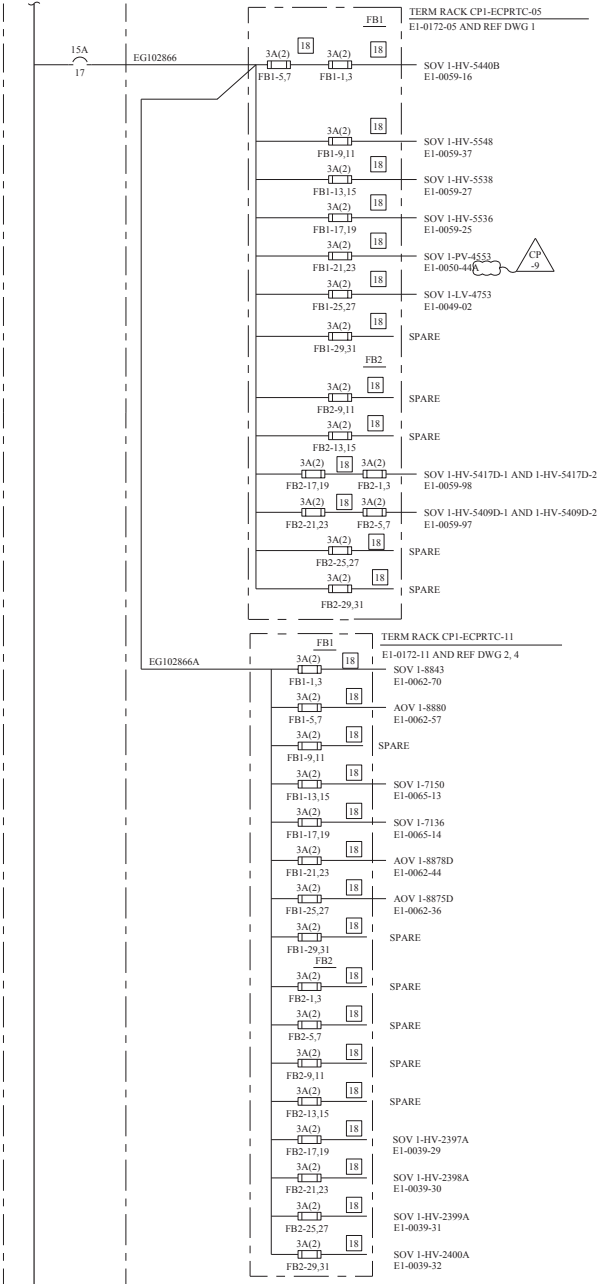 TERM RACK CP1-ECPRTC-05
FB1
E1-0172-05 AND REF DWG 1
15A
17
EG102866
3A(2)
18
3A(2)
18
FB1-5,7
FB1-1,3
SOV 1-HV-5440B
E1-0059-16
3A(2)
18
FB1-9,11
SOV 1-HV-5548
E1-0059-37
3A(2)
18
FB1-13,15
SOV 1-HV-5538
E1-0059-27
3A(2)
18
FB1-17,19
SOV 1-HV-5536
E1-0059-25
3A(2)
18
FB1-21,23
SOV 1-PV-4553
E1-0050-44A
CP
-9
3A(2)
18
FB1-25,27
SOV 1-LV-4753
E1-0049-02
3A(2)
18
FB1-29,31
SPARE
FB2
3A(2)
18
FB2-9,11
SPARE
3A(2)
18
FB2-13,15
SPARE
3A(2)
18
3A(2)
FB2-17,19
FB2-1,3
SOV 1-HV-5417D-1 AND 1-HV-5417D-2
E1-0059-98
3A(2)
18
3A(2)
FB2-21,23
FB2-5,7
SOV 1-HV-5409D-1 AND 1-HV-5409D-2
E1-0059-97
3A(2)
18
FB2-25,27
SPARE
3A(2)
18
FB2-29,31
SPARE
TERM RACK CP1-ECPRTC-11
FB1
E1-0172-11 AND REF DWG 2, 4
EG102866A
3A(2)
18
FB1-1,3
SOV 1-8843
E1-0062-70
3A(2)
18
FB1-5,7
AOV 1-8880
E1-0062-57
3A(2)
18
FB1-9,11
SPARE
3A(2)
18
FB1-13,15
SOV 1-7150
E1-0065-13
3A(2)
18
FB1-17,19
SOV 1-7136
E1-0065-14
3A(2)
18
FB1-21,23
AOV 1-8878D
E1-0062-44
3A(2)
18
FB1-25,27
AOV 1-8875D
E1-0062-36
3A(2)
18
FB1-29,31
SPARE
FB2
3A(2)
18
FB2-1,3
SPARE
3A(2)
18
FB2-5,7
SPARE
3A(2)
18
FB2-9,11
SPARE
3A(2)
18
FB2-13,15
SPARE
3A(2)
18
FB2-17,19
SOV 1-HV-2397A
E1-0039-29
3A(2)
18
FB2-21,23
SOV 1-HV-2398A
E1-0039-30
3A(2)
18
FB2-25,27
SOV 1-HV-2399A
E1-0039-31
3A(2)
18
FB2-29,31
SOV 1-HV-2400A
E1-0039-32